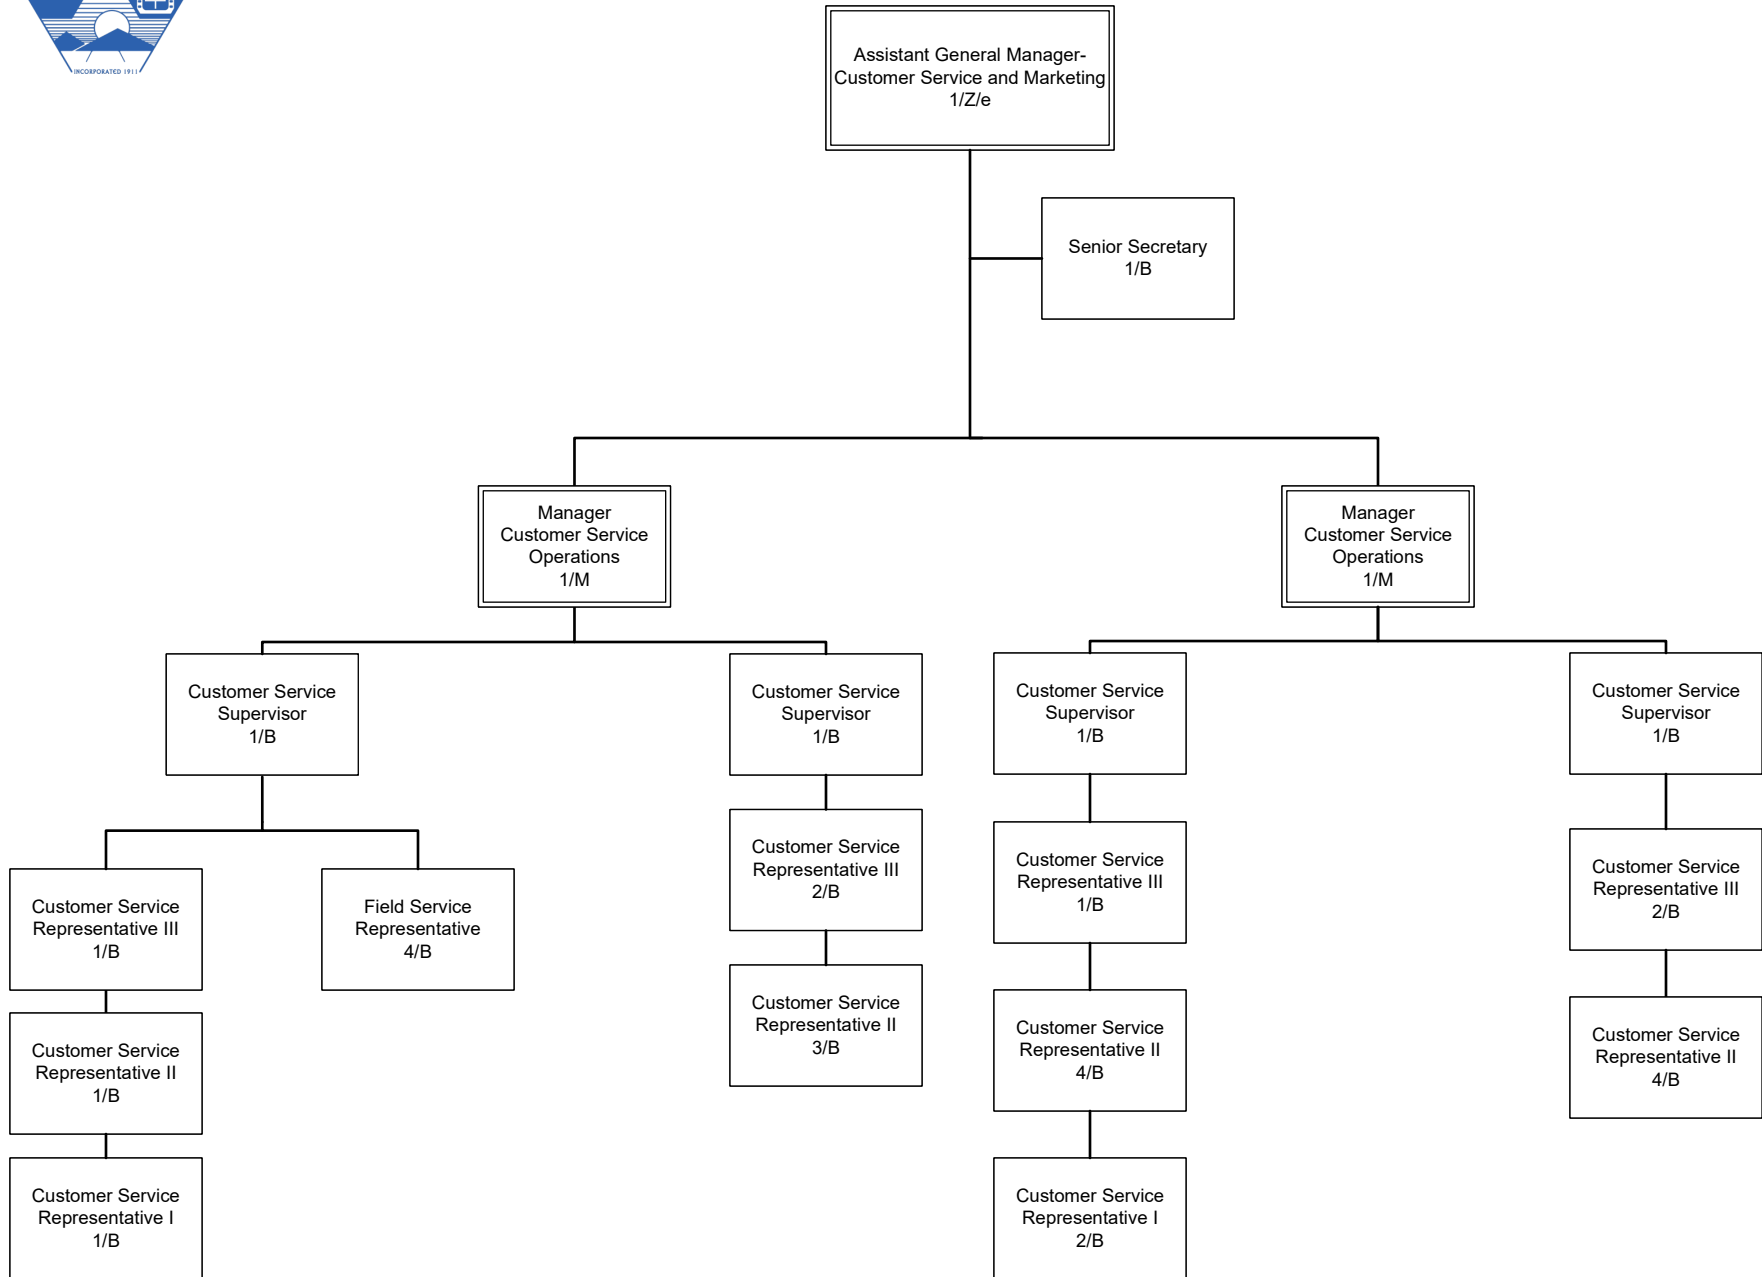 INCORPORATED 1911
Assistant General Manager-
Customer Service and Marketing
1/Z/e
Senior Secretary
1/B
Manager
Customer Service
Operations
1/M
Manager
Customer Service
Operations
1/M
Customer Service
Supervisor
1/B
Customer Service
Supervisor
1/B
Customer Service
Supervisor
1/B
Customer Service
Supervisor
1/B
Customer Service
Representative III
1/B
Field Service
Representative
4/B
Customer Service
Representative III
2/B
Customer Service
Representative III
1/B
Customer Service
Representative III
2/B
Customer Service
Representative II
1/B
Customer Service
Representative II
3/B
Customer Service
Representative II
4/B
Customer Service
Representative II
4/B
Customer Service
Representative I
1/B
Customer Service
Representative I
2/B